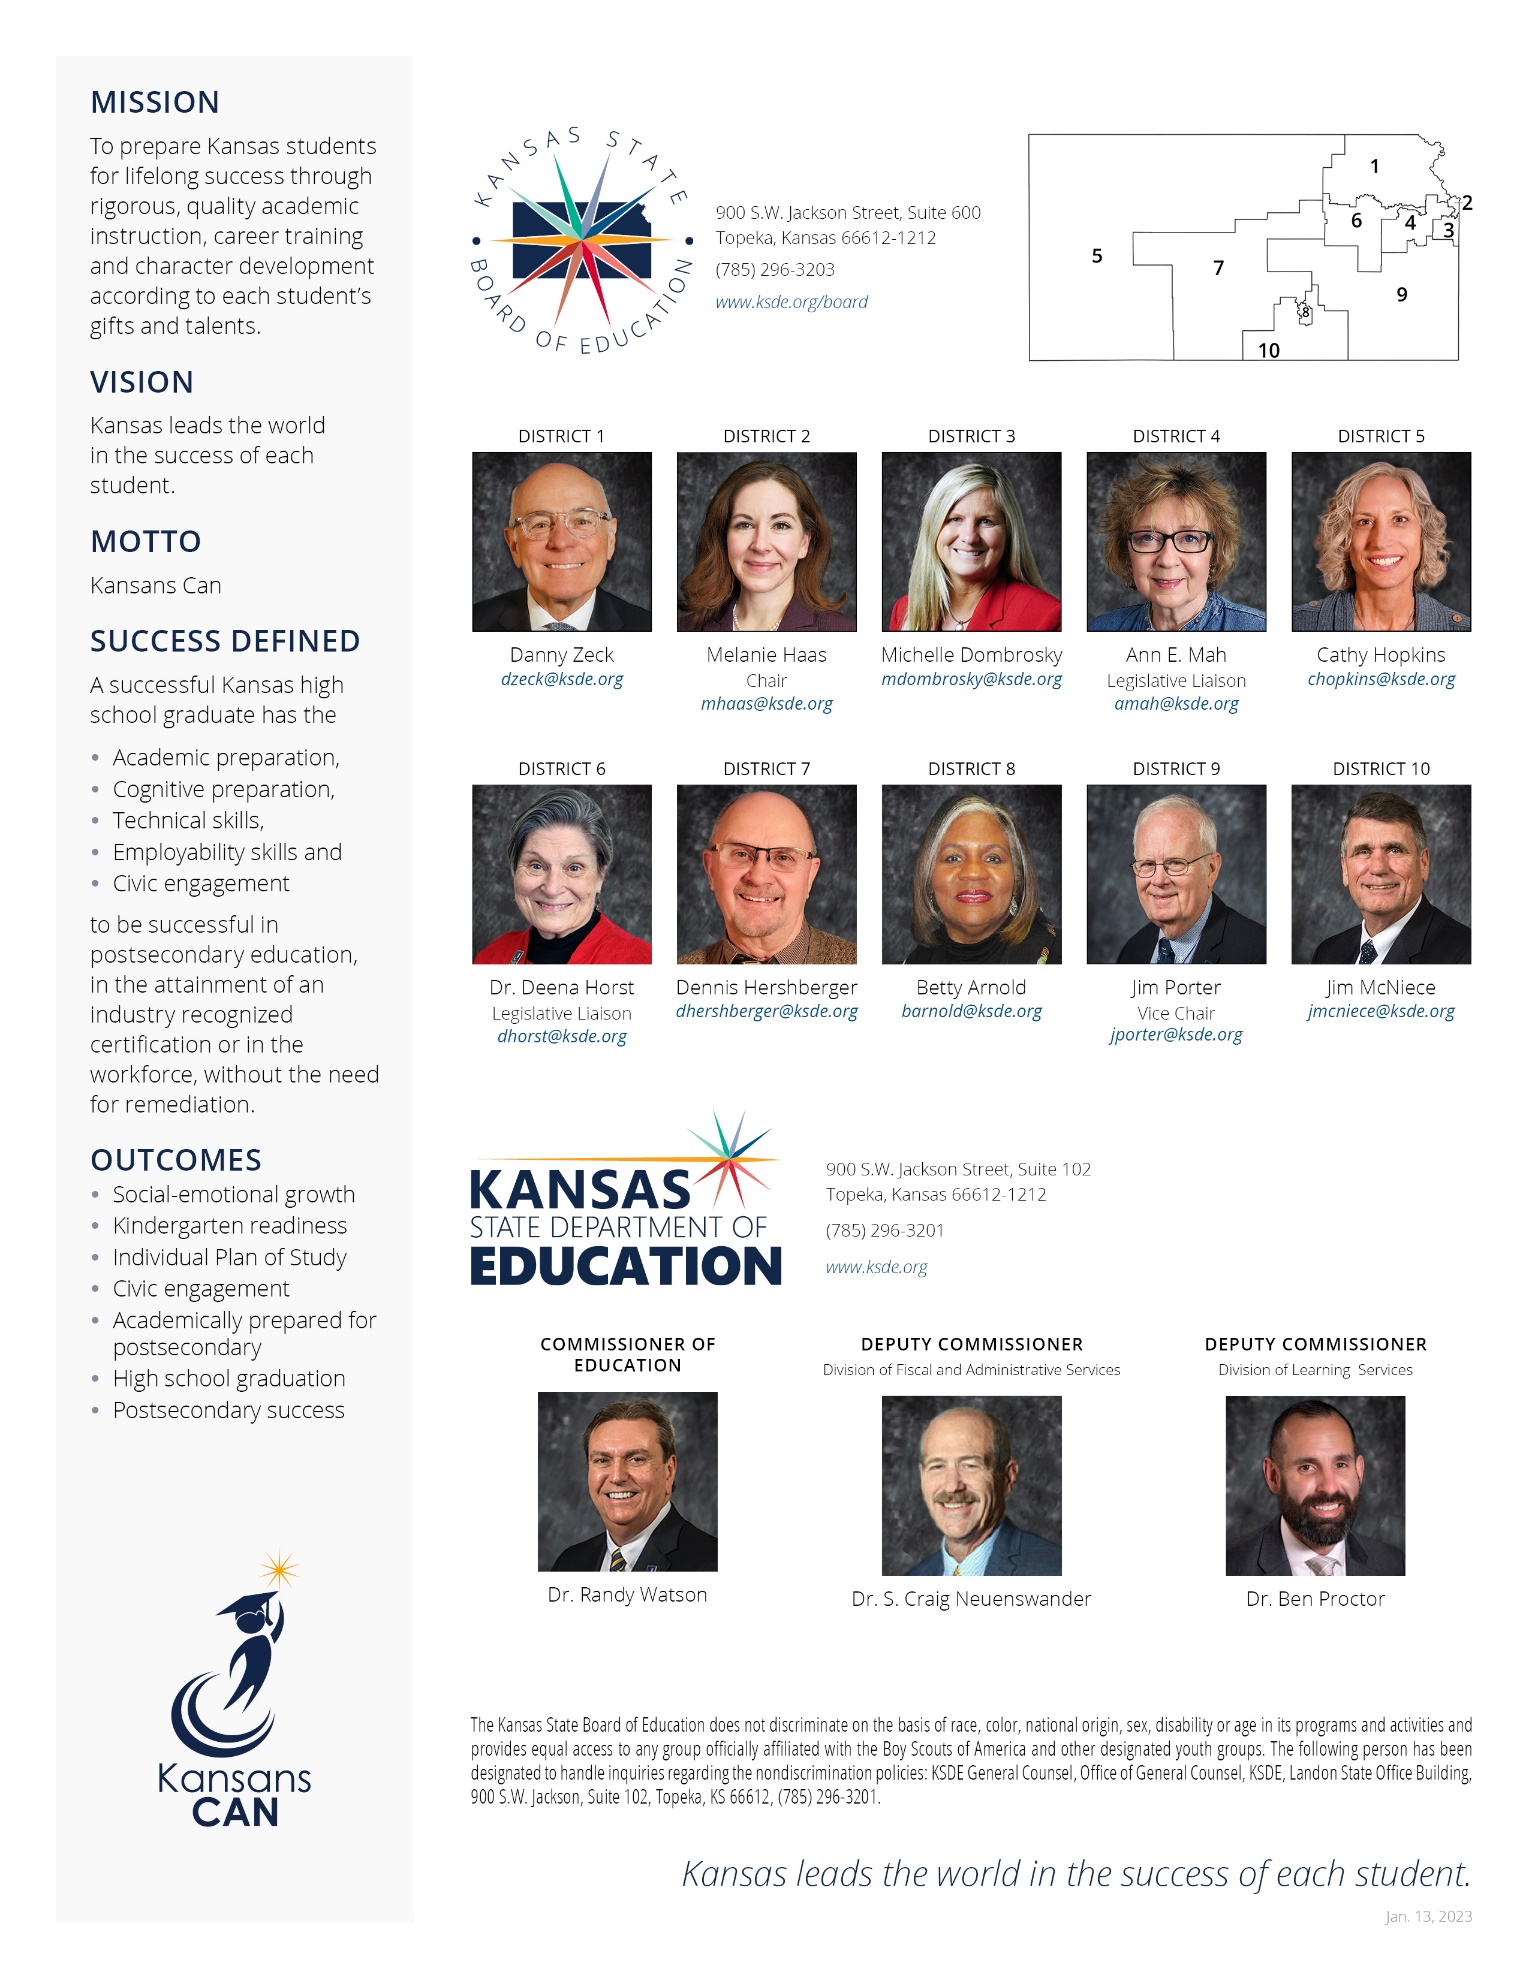 MISSION
To prepare Kansas students
for lifelong success through
rigorous, quality academic
instruction, career training
and character development
according to each student’s
gifts and talents.
VISION
Kansas leads the world
in the success of each
student.
MOTTO
Kansans Can
SUCCESS DEFINED
A successful Kansas high
school graduate has the
• Academic preparation,
• Cognitive preparation,
• Technical skills,
• Employability skills and
• Civic engagement
to be successful in
postsecondary education,
in the attainment of an
industry recognized
certification or in the
workforce, without the need
for remediation.
OUTCOMES
• Social-emotional growth
• Kindergarten readiness
• Individual Plan of Study
• Civic engagement
• Academically prepared for
postsecondary
• High school graduation
• Postsecondary success
Kansans
CAN
KANSAS STATE
BOARD OF EDUCATION
900 S.W. Jackson Street, Suite 600
Topeka, Kansas 66612-1212
(785) 296-3203
www.ksde.org/board
1
2
6 4 3
5
7
9
8
10
DISTRICT 1 DISTRICT 2 DISTRICT 3 DISTRICT 4 DISTRICT 5
Danny Zeck Melanie Haas Michelle Dombrosky Ann E. Mah Cathy Hopkins
dzeck@ksde.org Chair mdombrosky@ksde.org Legislative Liaison chopkins@ksde.org
mhaas@ksde.org amah@ksde.org
DISTRICT 6 DISTRICT 7 DISTRICT 8 DISTRICT 9 DISTRICT 10
Dr. Deena Horst Dennis Hershberger Betty Arnold Jim Porter Jim McNiece
Legislative Liaison dhershberger@ksde.org barnold@ksde.org Vice Chair jmcniece@ksde.org
dhorst@ksde.org jporter@ksde.org
KANSAS
STATE DEPARTMENT OF
EDUCATION
900 S.W. Jackson Street, Suite 102
Topeka, Kansas 66612-1212
(785) 296-3201
www.ksde.org
COMMISSIONER OF
EDUCATION
Dr. Randy Watson
DEPUTY COMMISSIONER
Division of Fiscal and Administrative Services
Dr. S. Craig Neuenswander
DEPUTY COMMISSIONER
Division of Learning Services
Dr. Ben Proctor
The Kansas State Board of Education does not discriminate on the basis of race, color, national origin, sex, disability or age in its programs and activities and
provides equal access to any group officially affiliated with the Boy Scouts of America and other designated youth groups. The following person has been
designated to handle inquiries regarding the nondiscrimination policies: KSDE General Counsel, Office of General Counsel, KSDE, Landon State Office Building,
900 S.W. Jackson, Suite 102, Topeka, KS 66612, (785) 296-3201.
Kansas leads the world in the success of each student.
Jan. 13, 2023